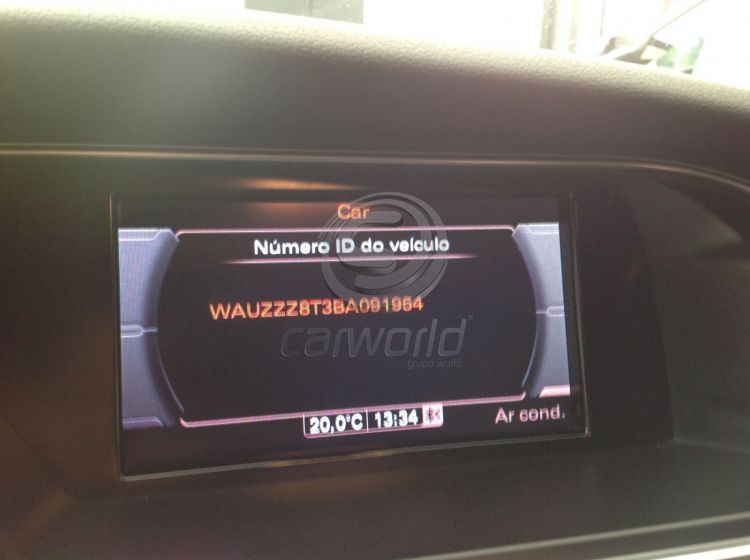 Car
Número ID do veículo
WAUZZZ8T3BA091954
carworld®
grupo world
20,0°C 13:34
Ar cond.